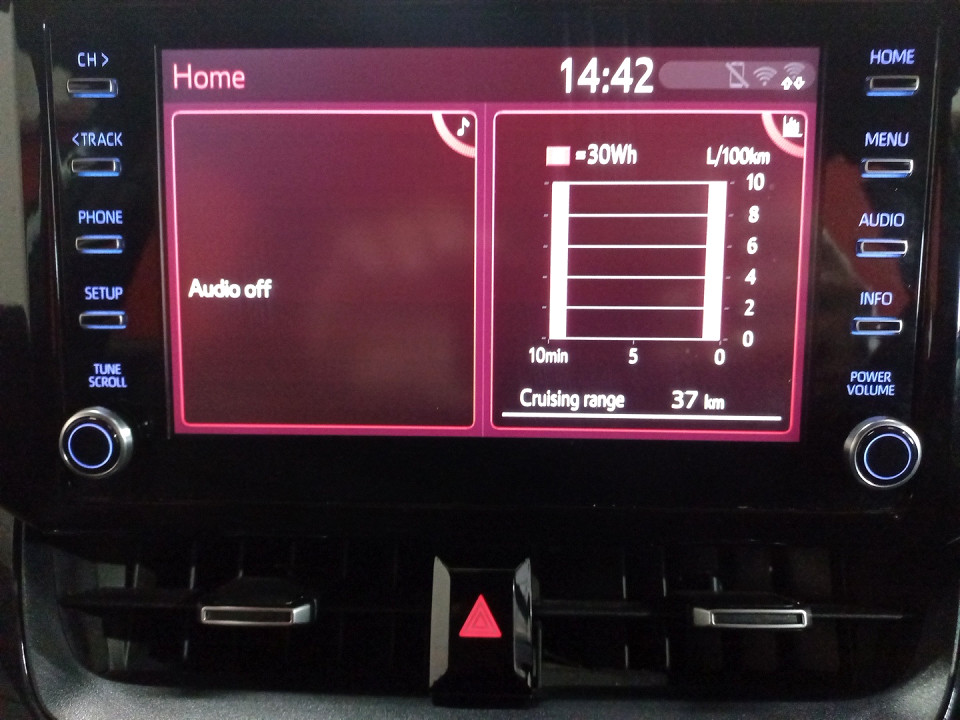 CH >
<TRACK
PHONE
SETUP
TUNE
SCROLL
Home
14:42
Audio off
=30Wh
L/100km
10
8
6
4
2
0
10min 5 0
Cruising range 37 km
HOME
MENU
AUDIO
INFO
POWER
VOLUME